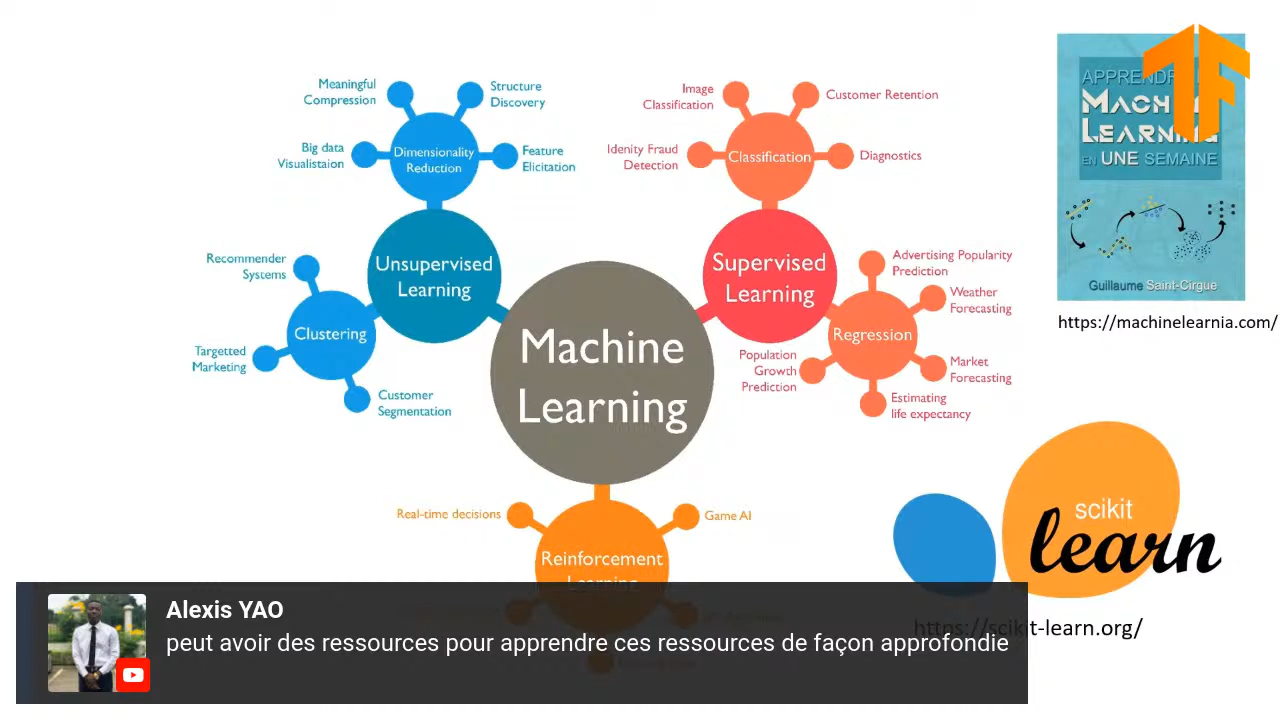 Meaningful
Compression
Structure
Discovery
Big data
Visualistaion
Dimensionality
Reduction
Feature
Elicitation
Unsupervised
Learning
Recommender
Systems
Clustering
Targetted
Marketing
Customer
Segmentation
Image
Classification
Customer Retention
Idenity Fraud
Detection
Classification
Diagnostics
Supervised
Learning
Advertising Popularity
Prediction
Weather
Forecasting
Regression
Population
Growth
Prediction
Market
Forecasting
Estimating
life expectancy
Machine
Learning
Real-time decisions
Game AI
Reinforcement
Learning
EN UNE SEMAINE
Guillaume Saint-Cirgue
https://machinelearnia.com/
scikit
learn
https://scikit-learn.org/
Alexis YAO
peut avoir des ressources pour apprendre ces ressources de façon approfondie